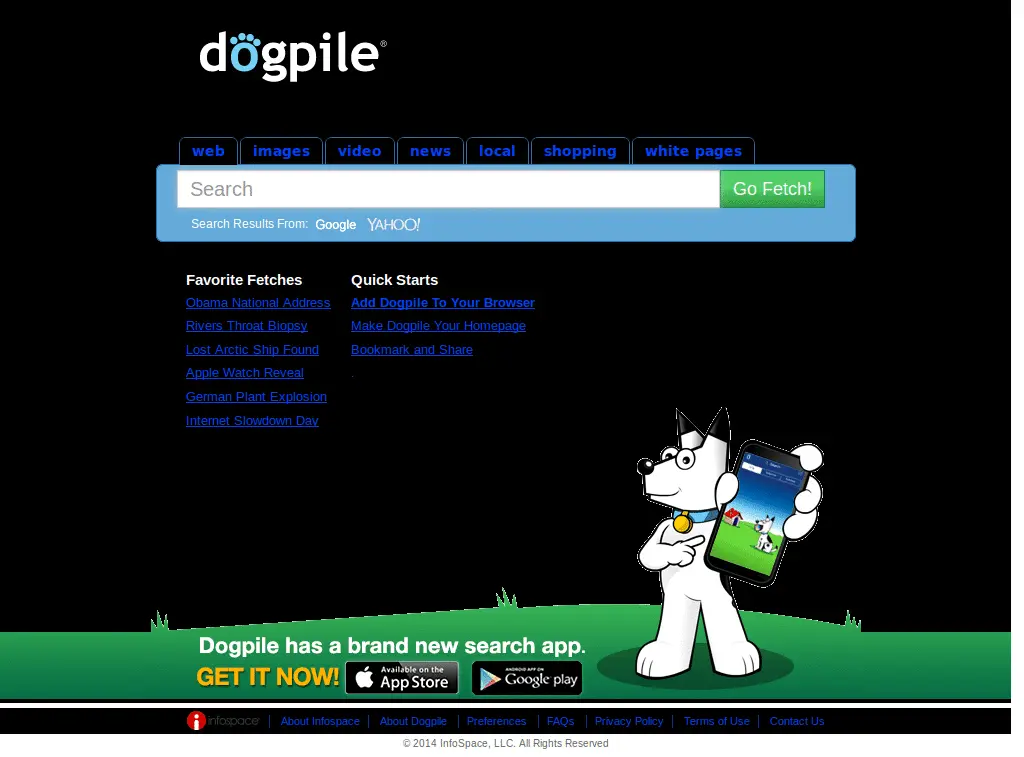 dogpile®
web images video news local shopping white pages
Search Go Fetch!
Search Results From: Google YAHOO!
Favorite Fetches
Obama National Address
Rivers Throat Biopsy
Lost Arctic Ship Found
Apple Watch Reveal
German Plant Explosion
Internet Slowdown Day
Quick Starts
Add Dogpile To Your Browser
Make Dogpile Your Homepage
Bookmark and Share
.
Dogpile has a brand new search app.
GET IT NOW!
Available on the
App Store
ANDROID APP ON
Google play
infospace | About Infospace | About Dogpile | Preferences | FAQs | Privacy Policy | Terms of Use | Contact Us
© 2014 InfoSpace, LLC. All Rights Reserved